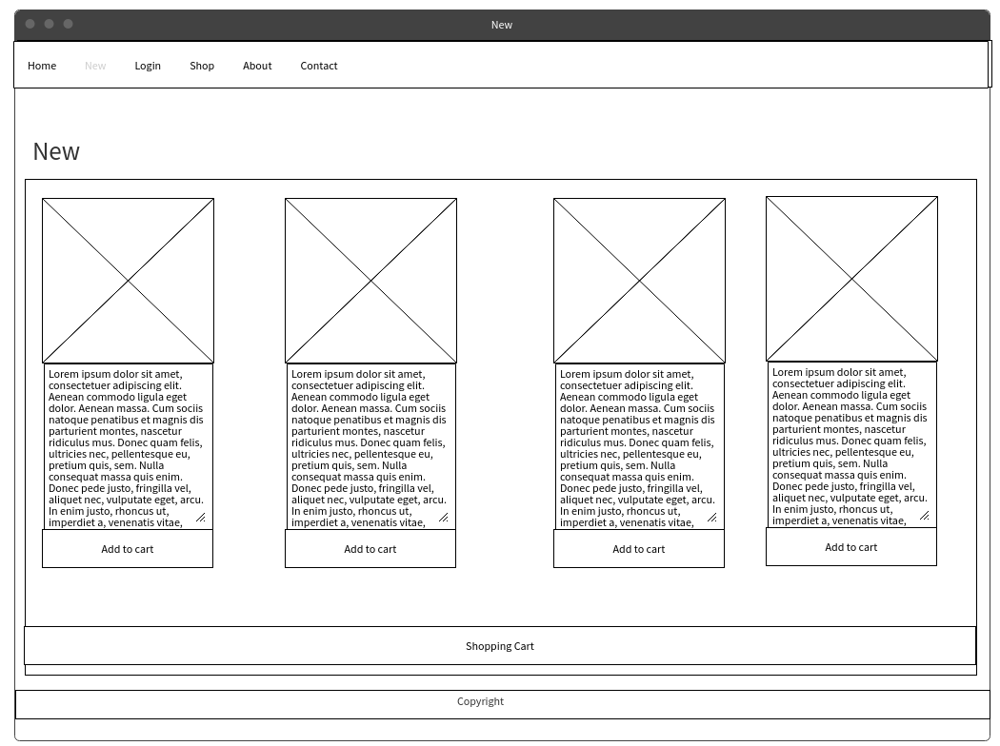 New
Home New Login Shop About Contact
New
Lorem ipsum dolor sit amet,
consectetuer adipiscing elit.
Aenean commodo ligula eget
dolor. Aenean massa. Cum sociis
natoque penatibus et magnis dis
parturient montes, nascetur
ridiculus mus. Donec quam felis,
ultricies nec, pellentesque eu,
pretium quis, sem. Nulla
consequat massa quis enim.
Donec pede justo, fringilla vel,
aliquet nec, vulputate eget, arcu.
In enim justo, rhoncus ut,
imperdiet a, venenatis vitae,
Add to cart
Lorem ipsum dolor sit amet,
consectetuer adipiscing elit.
Aenean commodo ligula eget
dolor. Aenean massa. Cum sociis
natoque penatibus et magnis dis
parturient montes, nascetur
ridiculus mus. Donec quam felis,
ultricies nec, pellentesque eu,
pretium quis, sem. Nulla
consequat massa quis enim.
Donec pede justo, fringilla vel,
aliquet nec, vulputate eget, arcu.
In enim justo, rhoncus ut,
imperdiet a, venenatis vitae,
Add to cart
Lorem ipsum dolor sit amet,
consectetuer adipiscing elit.
Aenean commodo ligula eget
dolor. Aenean massa. Cum sociis
natoque penatibus et magnis dis
parturient montes, nascetur
ridiculus mus. Donec quam felis,
ultricies nec, pellentesque eu,
pretium quis, sem. Nulla
consequat massa quis enim.
Donec pede justo, fringilla vel,
aliquet nec, vulputate eget, arcu.
In enim justo, rhoncus ut,
imperdiet a, venenatis vitae,
Add to cart
Lorem ipsum dolor sit amet,
consectetuer adipiscing elit.
Aenean commodo ligula eget
dolor. Aenean massa. Cum sociis
natoque penatibus et magnis dis
parturient montes, nascetur
ridiculus mus. Donec quam felis,
ultricies nec, pellentesque eu,
pretium quis, sem. Nulla
consequat massa quis enim.
Donec pede justo, fringilla vel,
aliquet nec, vulputate eget, arcu.
In enim justo, rhoncus ut,
imperdiet a, venenatis vitae,
Add to cart
Shopping Cart
Copyright